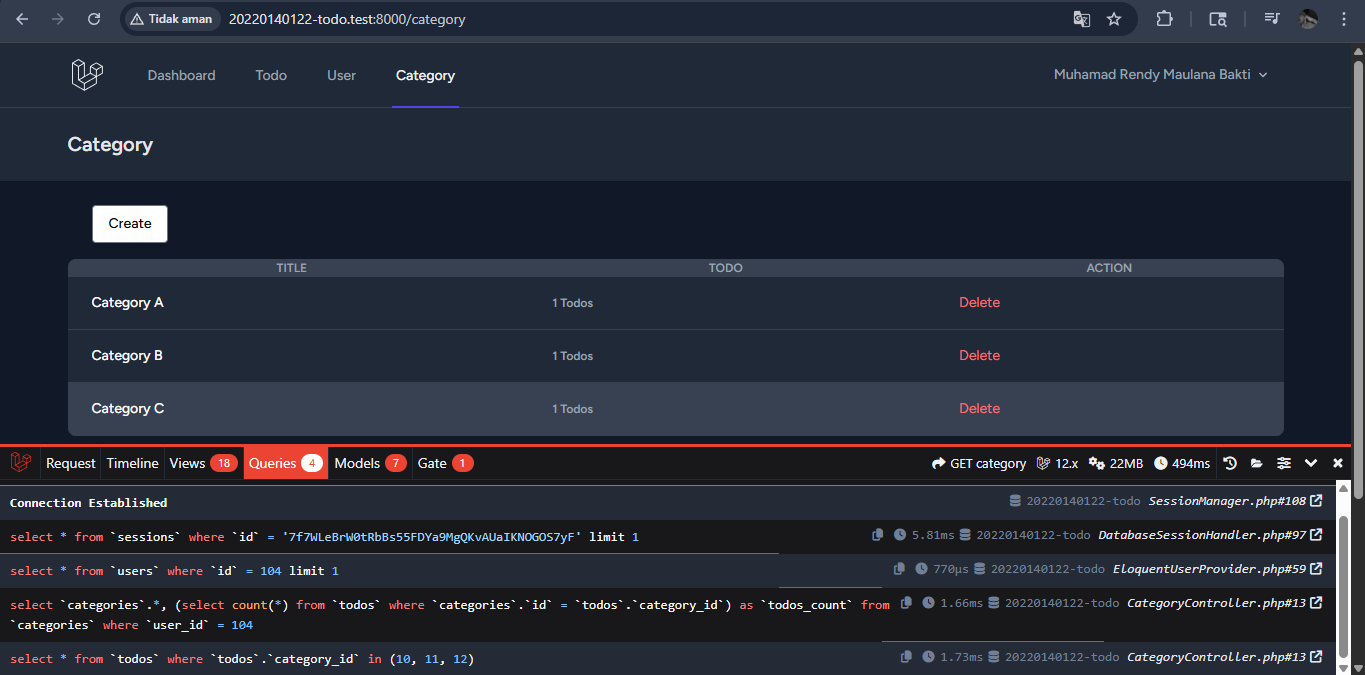 Tidak aman 20220140122-todo.test:8000/category
Dashboard Todo User Category Muhamad Rendy Maulana Bakti
Category
Create
TITLE TODO ACTION
Category A 1 Todos Delete
Category B 1 Todos Delete
Category C 1 Todos Delete
Request Timeline Views 18 Queries 4 Models 7 Gate 1 GET category 12.x 22MB 494ms
Connection Established 20220140122-todo SessionManager.php#108
select * from `sessions` where `id` = '7f7WLeBrW0tRbBs55FDYa9MgQKvAUaIKNOGOS7yF' limit 1 5.81ms 20220140122-todo DatabaseSessionHandler.php#97
select * from `users` where `id` = 104 limit 1 770μs 20220140122-todo EloquentUserProvider.php#59
select `categories`.*, (select count(*) from `todos` where `categories`.`id` = `todos`.`category_id`) as `todos_count` from 1.66ms 20220140122-todo CategoryController.php#13
`categories` where `user_id` = 104
select * from `todos` where `todos`.`category_id` in (10, 11, 12) 1.73ms 20220140122-todo CategoryController.php#13